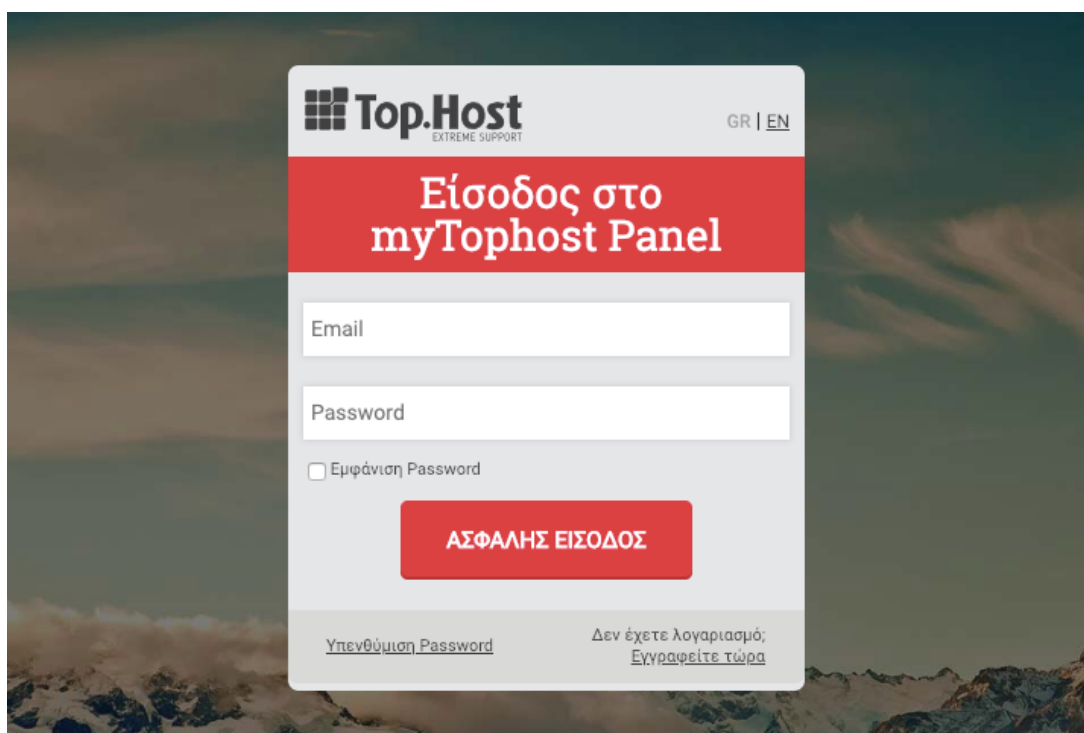 Top.Host
EXTREME SUPPORT
GR | EN
Είσοδος στο
myTophost Panel
Email
Password
Εμφάνιση Password
ΑΣΦΑΛΗΣ ΕΙΣΟΔΟΣ
Υπενθύμιση Password
Δεν έχετε λογαριασμό;
Εγγραφείτε τώρα